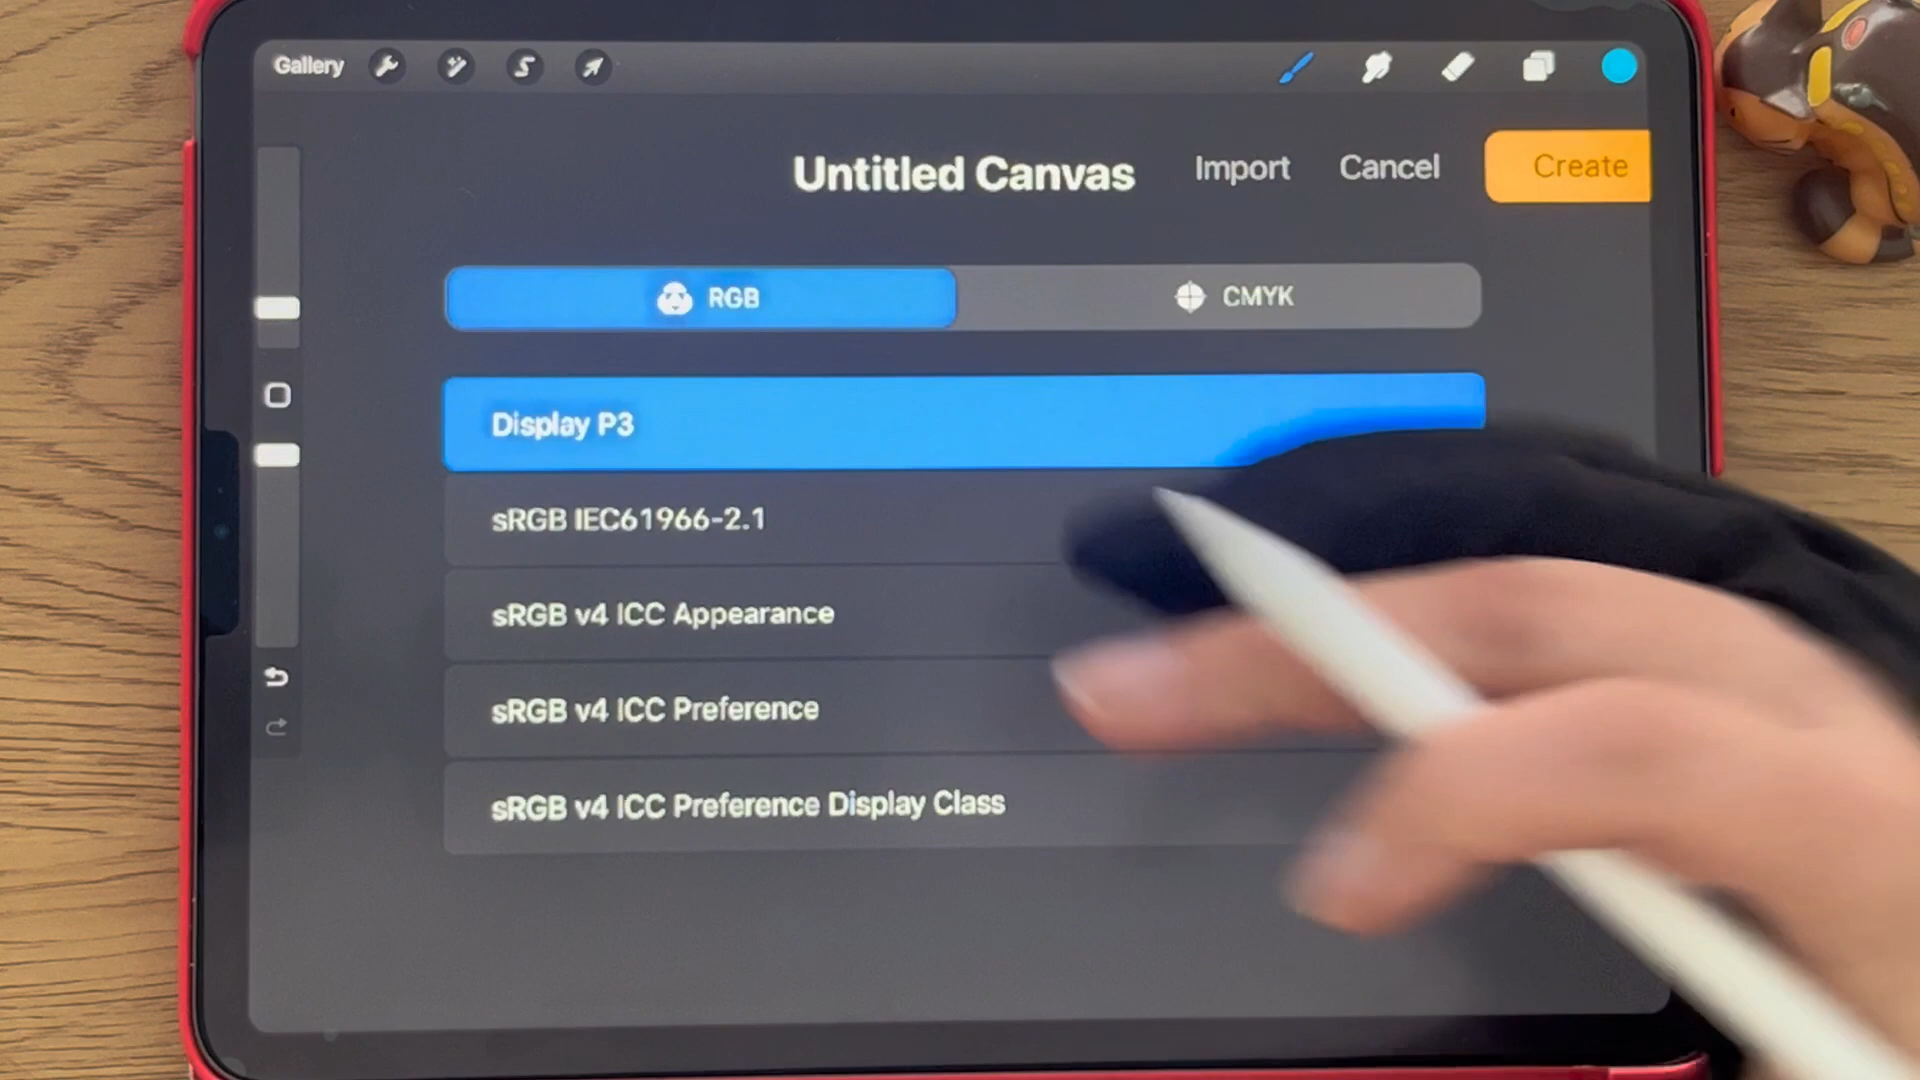 Gallery
Untitled Canvas
Import
Cancel
Create
RGB
CMYK
Display P3
sRGB IEC61966-2.1
sRGB v4 ICC Appearance
sRGB v4 ICC Preference
sRGB v4 ICC Preference Display Class